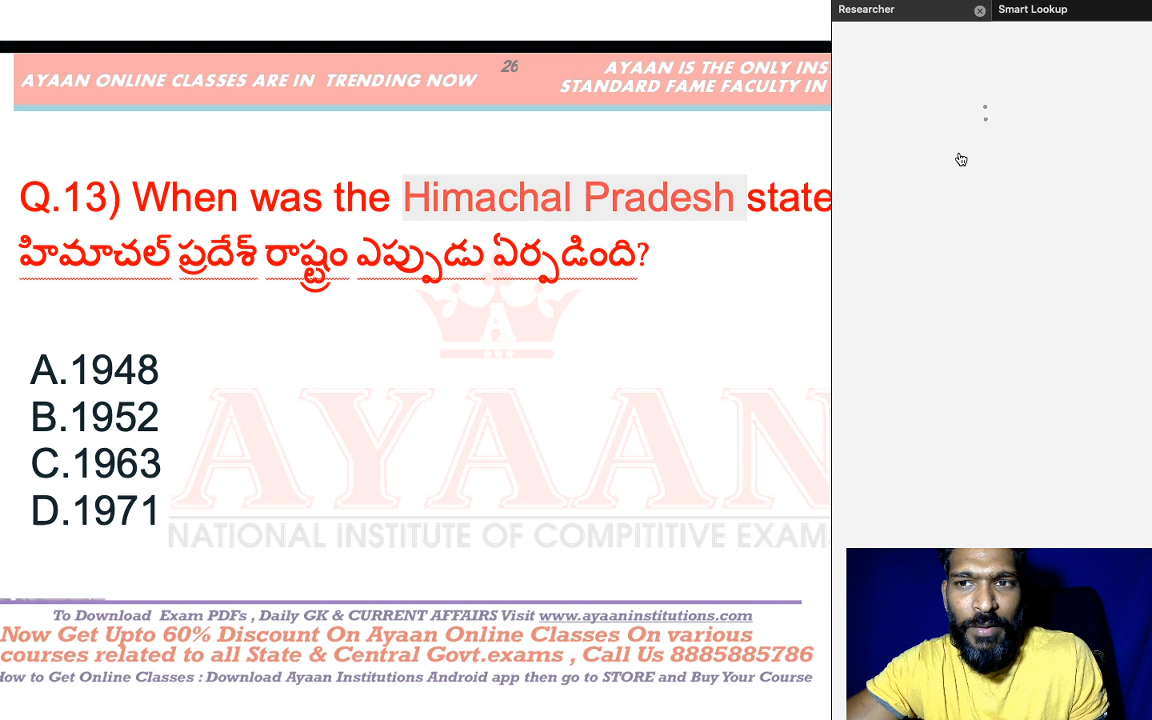 Researcher
Smart Lookup
AYAAN ONLINE CLASSES ARE IN TRENDING NOW
26
AYAAN IS THE ONLY INS
STANDARD FAME FACULTY IN
Q.13) When was the Himachal Pradesh state
హిమాచల్ ప్రదేశ్ రాష్ట్రం ఎప్పుడు ఏర్పడింది?
A.1948
B.1952
C.1963
D.1971
A
AYAAN
NATIONAL INSTITUTE OF COMPITITIVE EXAM
To Download Exam PDFs , Daily GK & CURRENT AFFAIRS Visit www.ayaaninstitutions.com
Now Get Upto 60% Discount On Ayaan Online Classes On various
courses related to all State & Central Govt.exams , Call Us 8885885786
How to Get Online Classes : Download Ayaan Institutions Android app then go to STORE and Buy Your Course